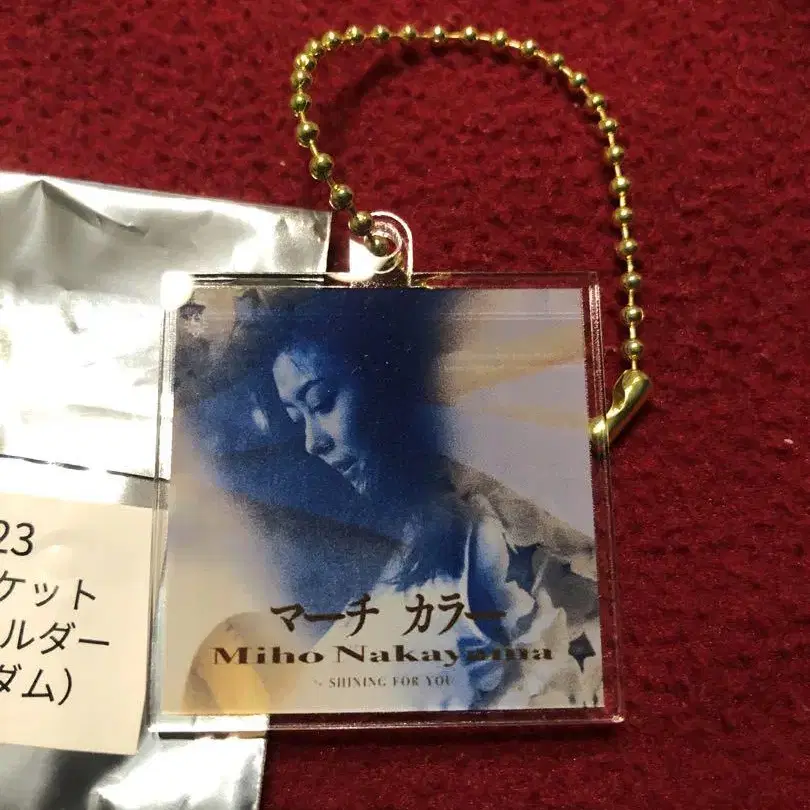 23
ケット
ルダー
ダム）
マーチ カラー
Miho Nakayama
SHINING FOR YOU